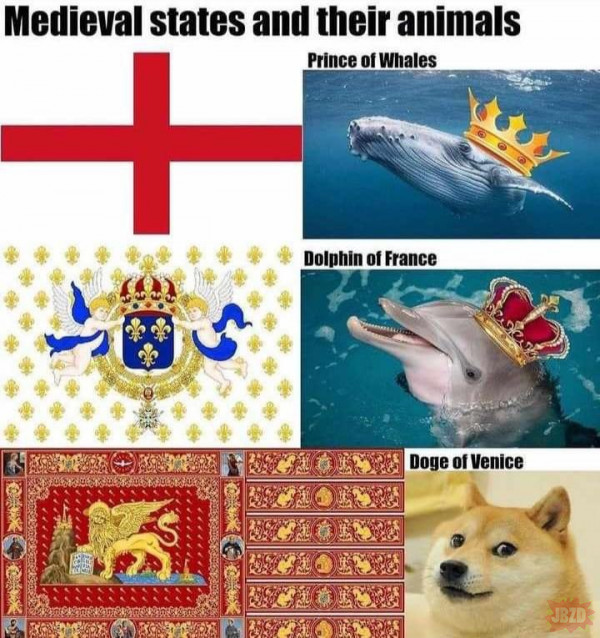 Medieval states and their animals
Prince of Whales
Dolphin of France
Doge of Venice
JBZD